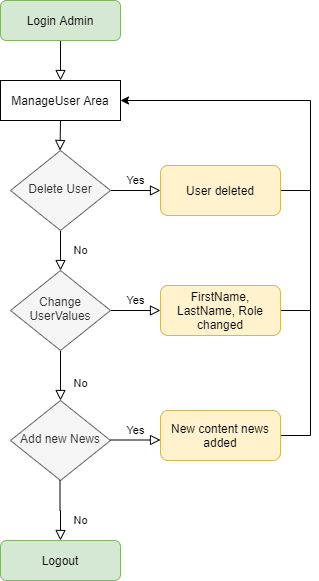 Login Admin
ManageUser Area
Delete User
Yes
User deleted
No
Change
UserValues
Yes
FirstName,
LastName, Role
changed
No
Add new News
Yes
New content news
added
No
Logout